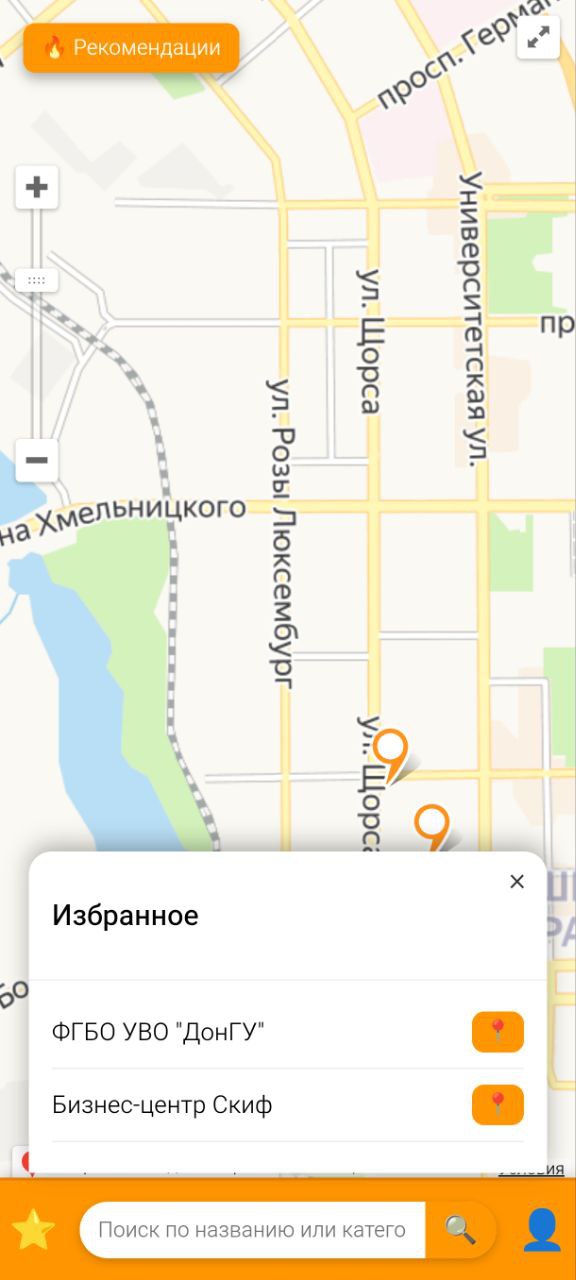 🔥 Рекомендации
просп. Герман
Университетская ул.
ул. Щорса
пр
ул. Розы Люксембург
на Хмельницкого
ул. Щорса
Избранное
ФГБО УВО "ДонГУ"
Бизнес-центр Скиф
Условия
Поиск по названию или катего